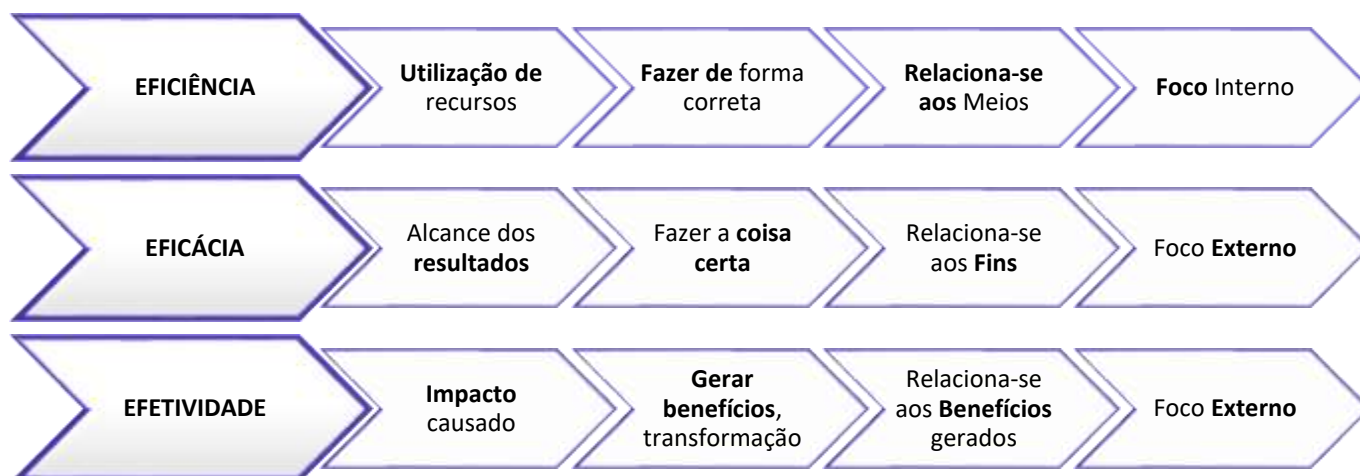 EFICIÊNCIA
Utilização de
recursos
Fazer de forma
correta
Relaciona-se
aos Meios
Foco Interno
EFICÁCIA
Alcance dos
resultados
Fazer a coisa
certa
Relaciona-se
aos Fins
Foco Externo
EFETIVIDADE
Impacto
causado
Gerar
benefícios,
transformação
Relaciona-se
aos Benefícios
gerados
Foco Externo